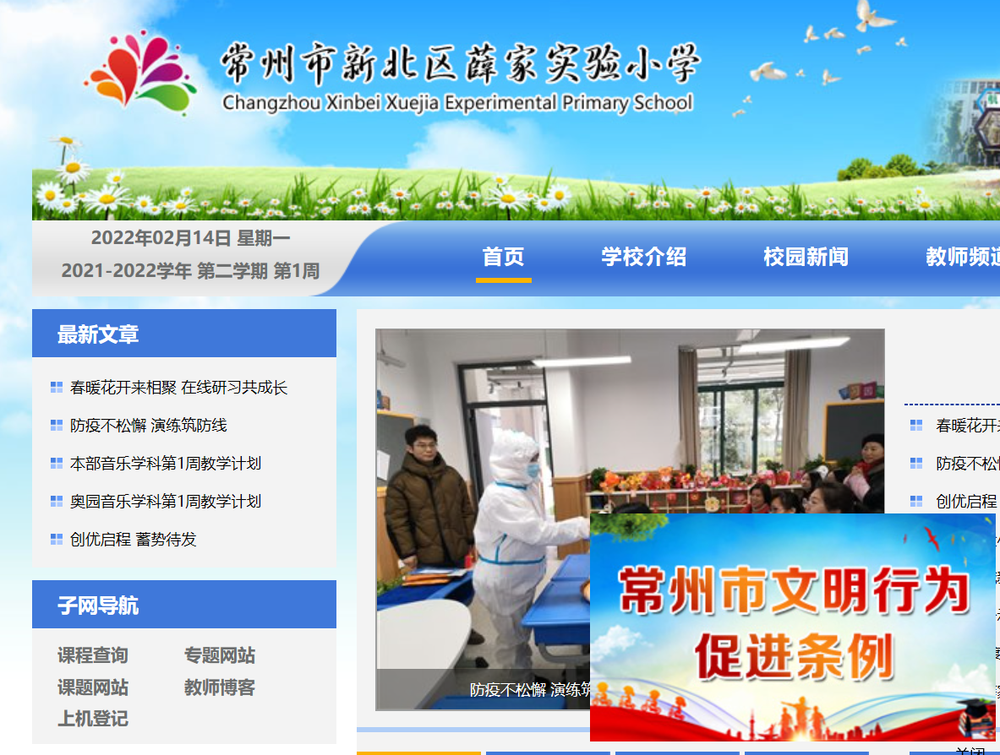 常州市新北区薛家实验小学
Changzhou Xinbei Xuejia Experimental Primary School
2022年02月14日 星期一
2021-2022学年 第二学期 第1周
首页 学校介绍 校园新闻 教师频道
最新文章
春暖花开来相聚 在线研习共成长
防疫不松懈 演练筑防线
本部音乐学科第1周教学计划
奥园音乐学科第1周教学计划
创优启程 蓄势待发
子网导航
课程查询 专题网站
课题网站 教师博客
上机登记
防疫不松懈 演练筑
春暖花开来
防疫不松懈
创优启程
常州市文明行为
促进条例
关闭